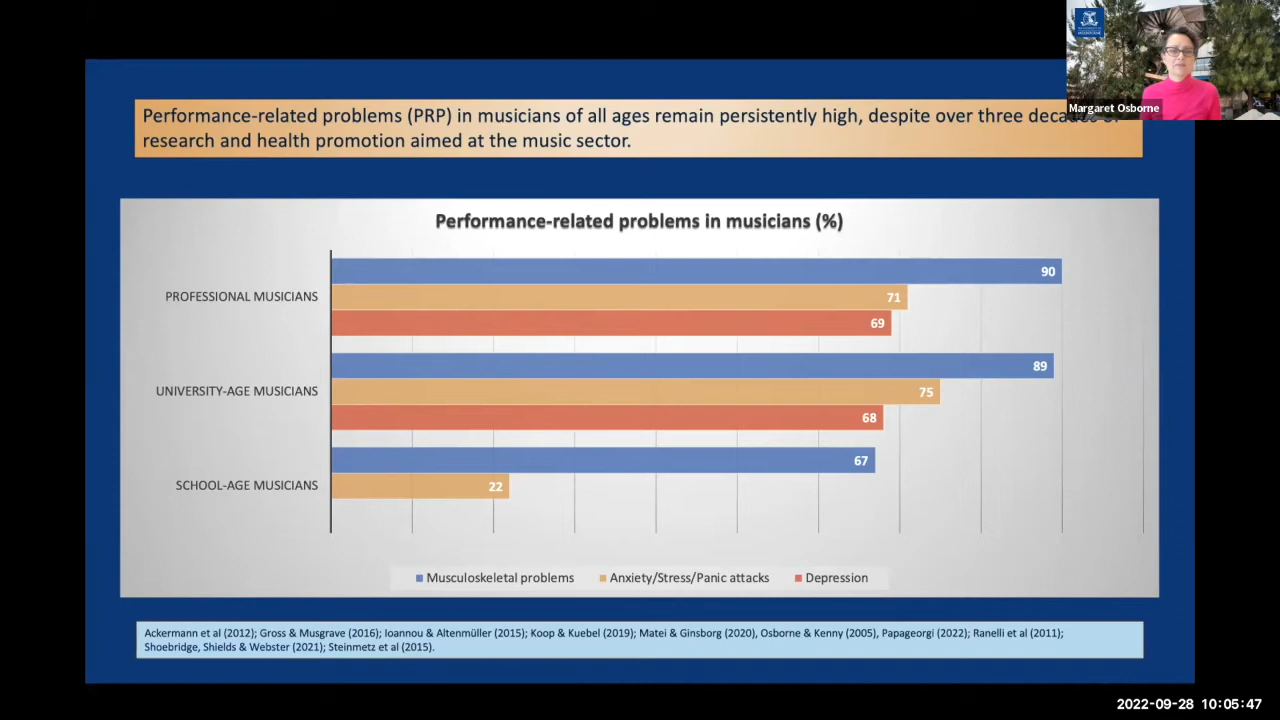 Margaret Osborne
Performance-related problems (PRP) in musicians of all ages remain persistently high, despite over three
research and health promotion aimed at the music sector.
Performance-related problems in musicians (%)
90
PROFESSIONAL MUSICIANS
71
69
89
UNIVERSITY-AGE MUSICIANS
75
68
67
SCHOOL-AGE MUSICIANS
22
Musculoskeletal problems
Anxiety/Stress/Panic attacks
Depression
Ackermann et al (2012); Gross & Musgrave (2016); Ioannou & Altenmüller (2015); Koop & Kuebel (2019); Matei & Ginsborg (2020), Osborne & Kenny (2005), Papageorgi (2022); Ranelli et al (2011);
Shoebridge, Shields & Webster (2021); Steinmetz et al (2015).
2022-09-28 10:05:47